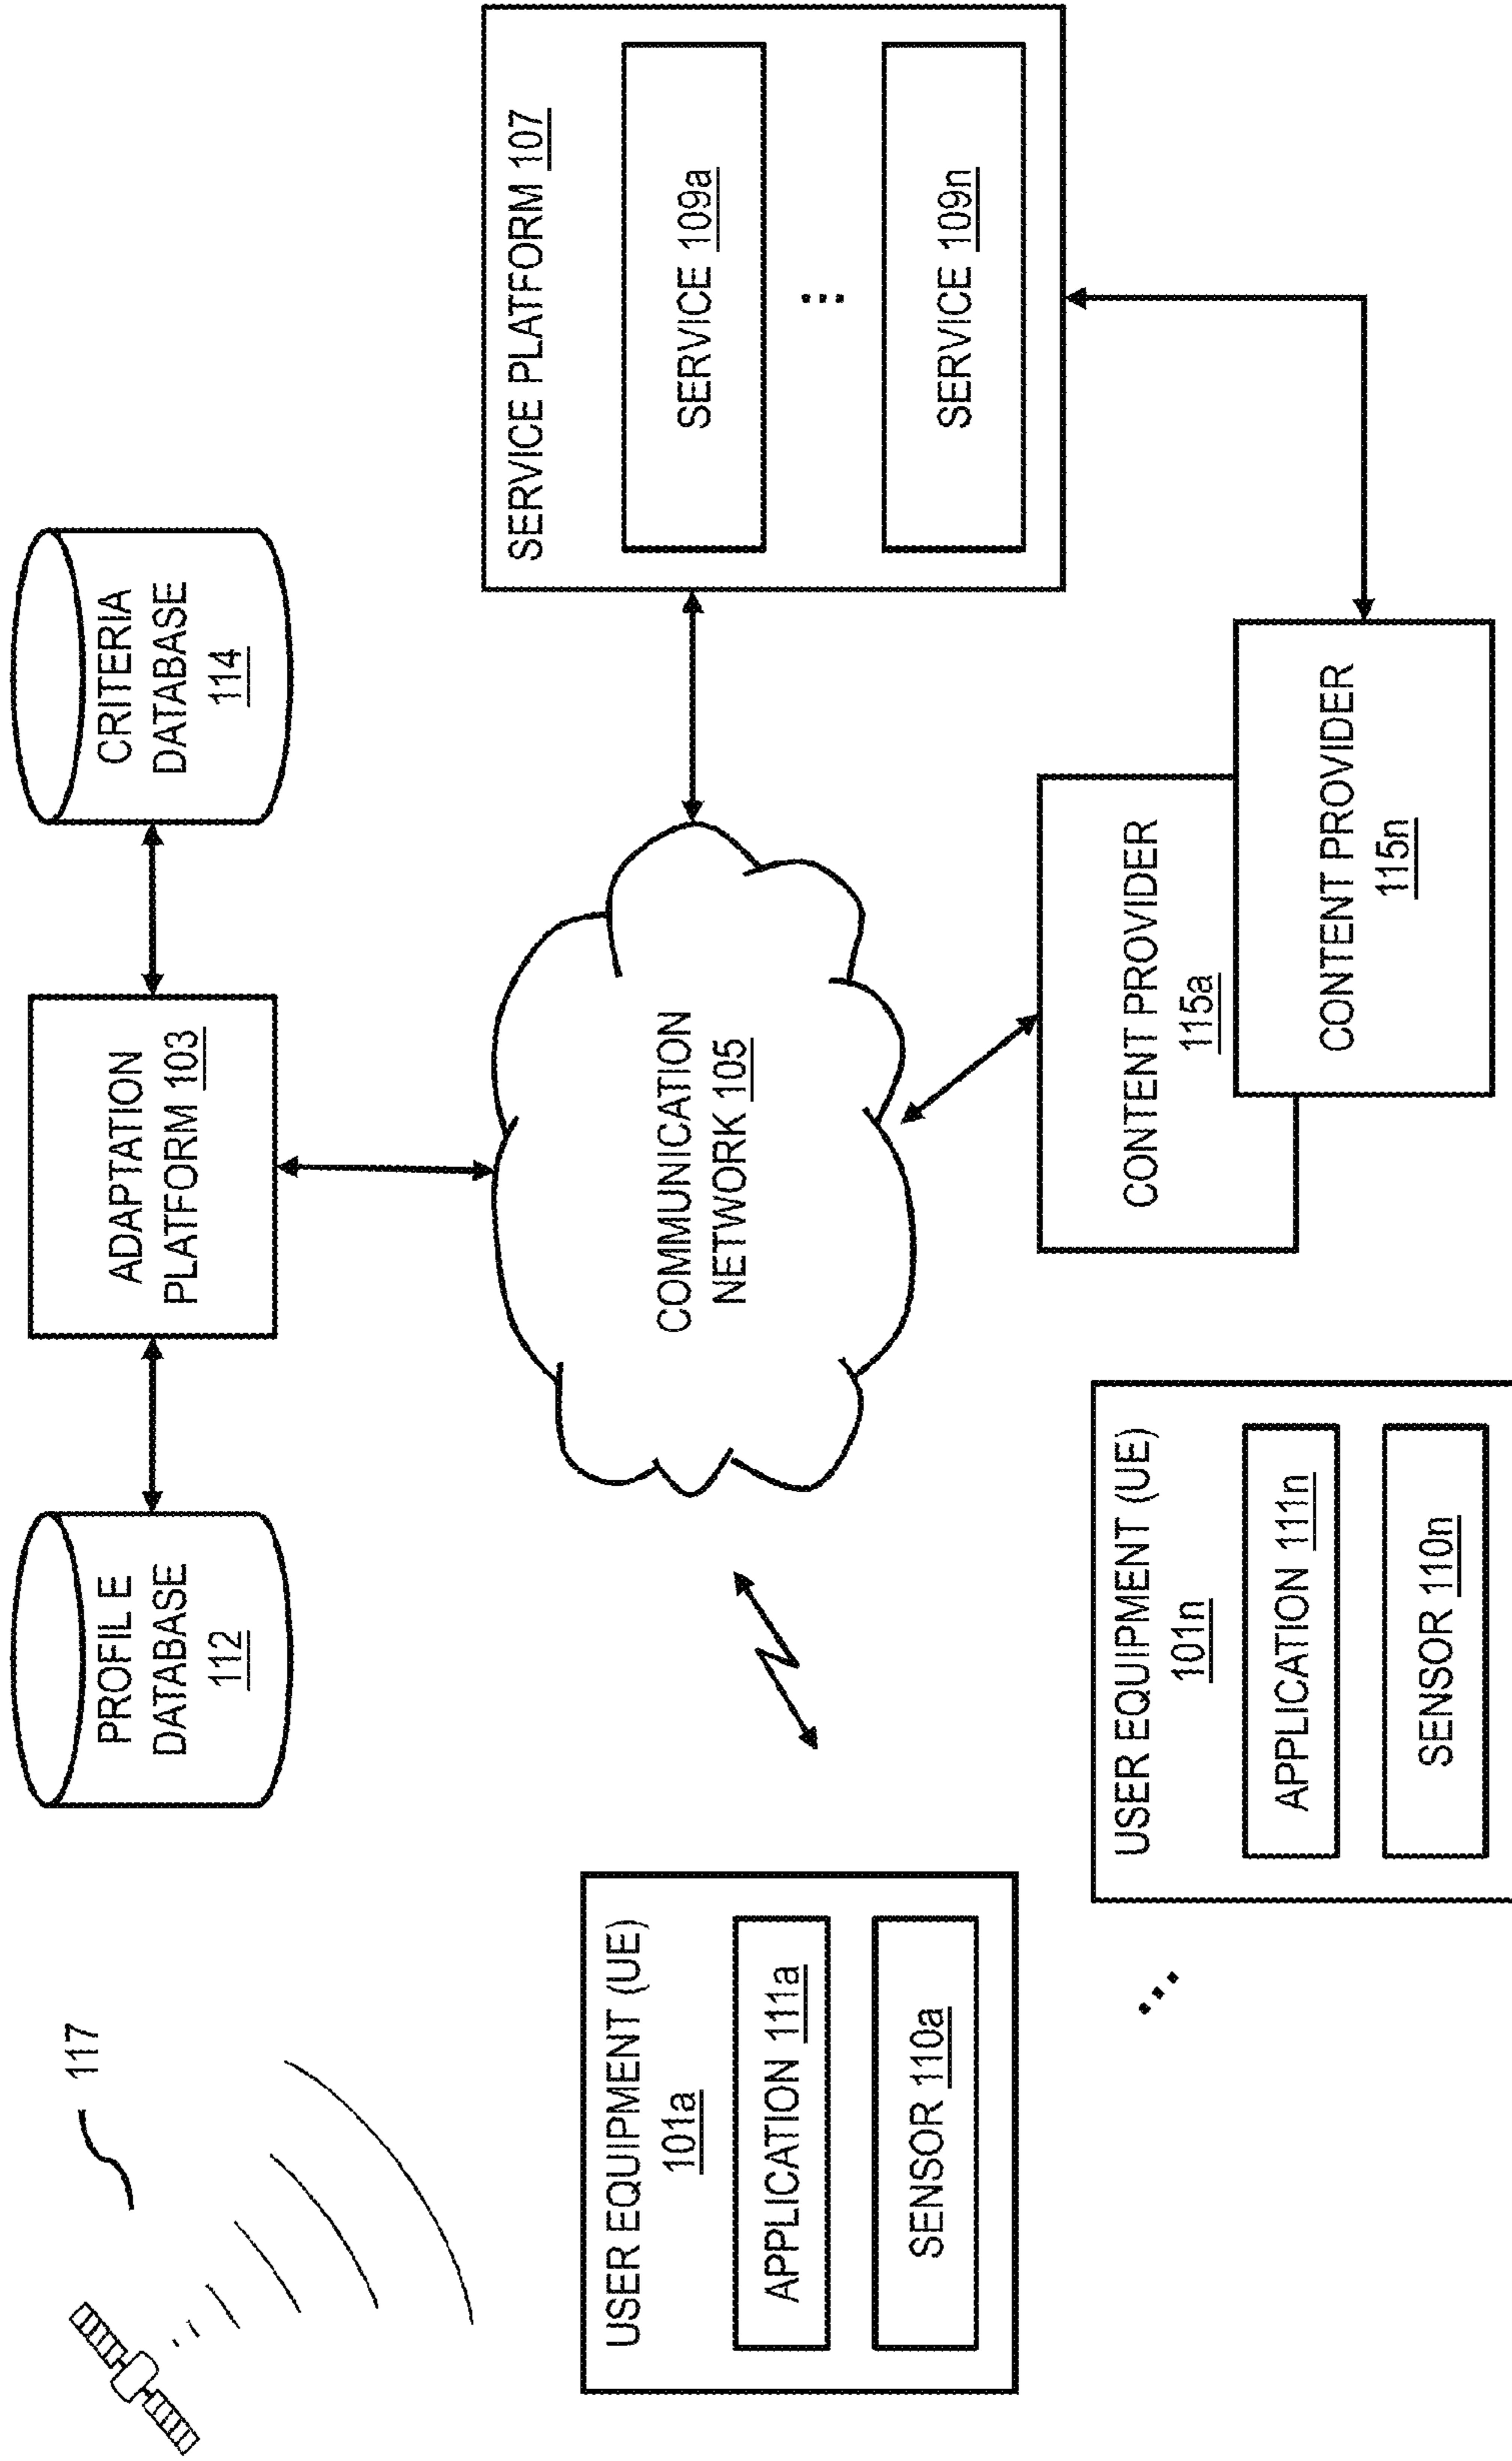 117
PROFILE
DATABASE
112
ADAPTATION
PLATFORM 103
CRITERIA
DATABASE
114
USER EQUIPMENT (UE)
101a
APPLICATION 111a
SENSOR 110a
...
USER EQUIPMENT (UE)
101n
APPLICATION 111n
SENSOR 110n
COMMUNICATION
NETWORK 105
SERVICE PLATFORM 107
SERVICE 109a
...
SERVICE 109n
CONTENT PROVIDER
115a
CONTENT PROVIDER
115n